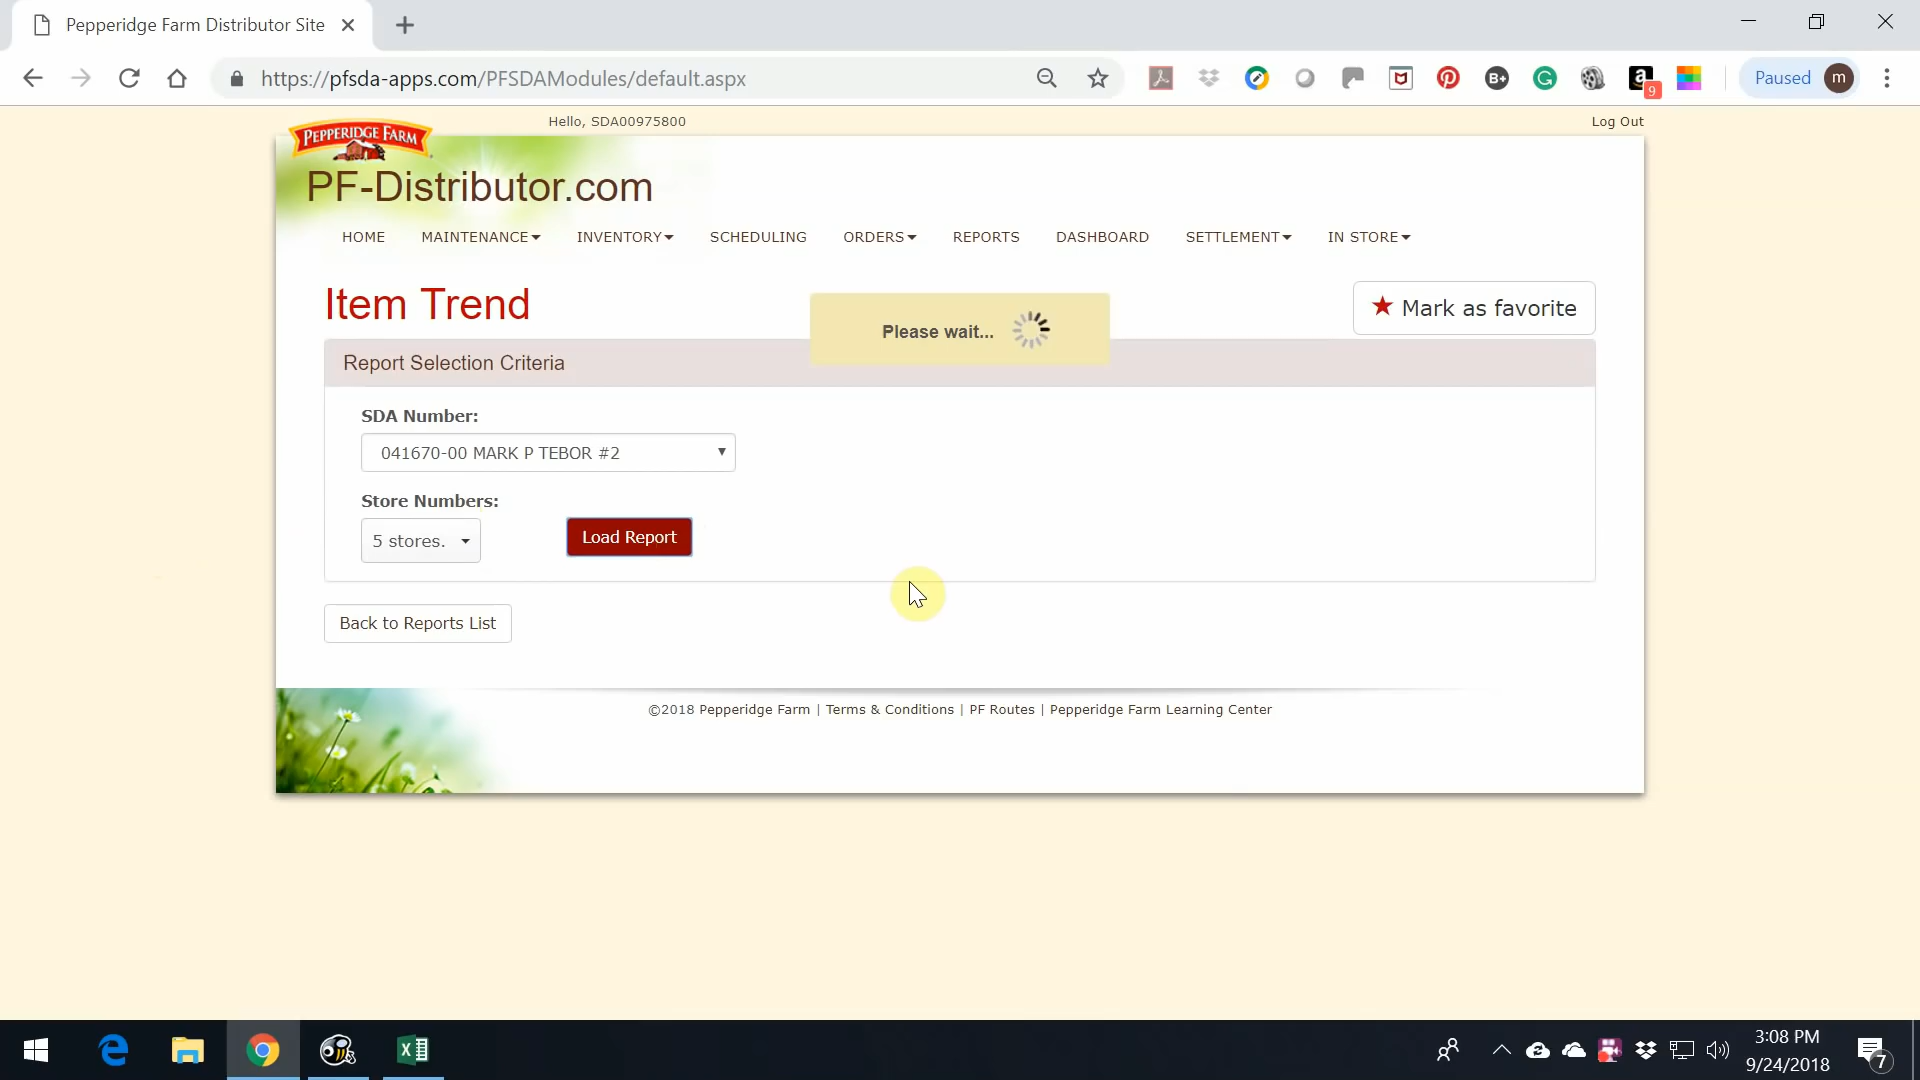 Pepperidge Farm Distributor Site
https://pfsda-apps.com/PFSDAModules/default.aspx
9
Paused
m
Hello, SDA00975800
Log Out
PEPPERIDGE FARM
PF-Distributor.com
HOME MAINTENANCE INVENTORY SCHEDULING ORDERS REPORTS DASHBOARD SETTLEMENT IN STORE
Item Trend
Please wait...
Mark as favorite
Report Selection Criteria
SDA Number:
041670-00 MARK P TEBOR #2
Store Numbers:
5 stores.
Load Report
Back to Reports List
©2018 Pepperidge Farm | Terms & Conditions | PF Routes | Pepperidge Farm Learning Center
3:08 PM
9/24/2018
7